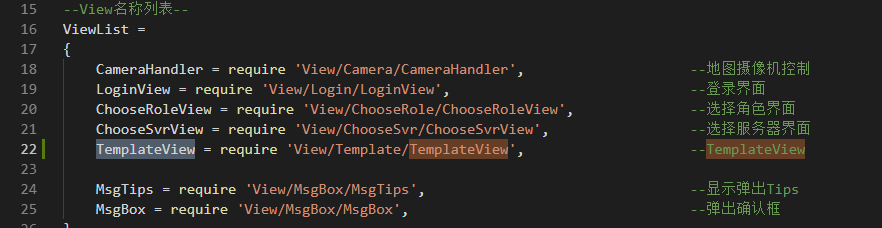 15 --View名称列表--
16 ViewList =
17 {
18 CameraHandler = require 'View/Camera/CameraHandler', --地图摄像机控制
19 LoginView = require 'View/Login/LoginView', --登录界面
20 ChooseRoleView = require 'View/ChooseRole/ChooseRoleView', --选择角色界面
21 ChooseSvrView = require 'View/ChooseSvr/ChooseSvrView', --选择服务器界面
22 TemplateView = require 'View/Template/TemplateView', --TemplateView
23
24 MsgTips = require 'View/MsgBox/MsgTips', --显示弹出Tips
25 MsgBox = require 'View/MsgBox/MsgBox', --弹出确认框
26 }